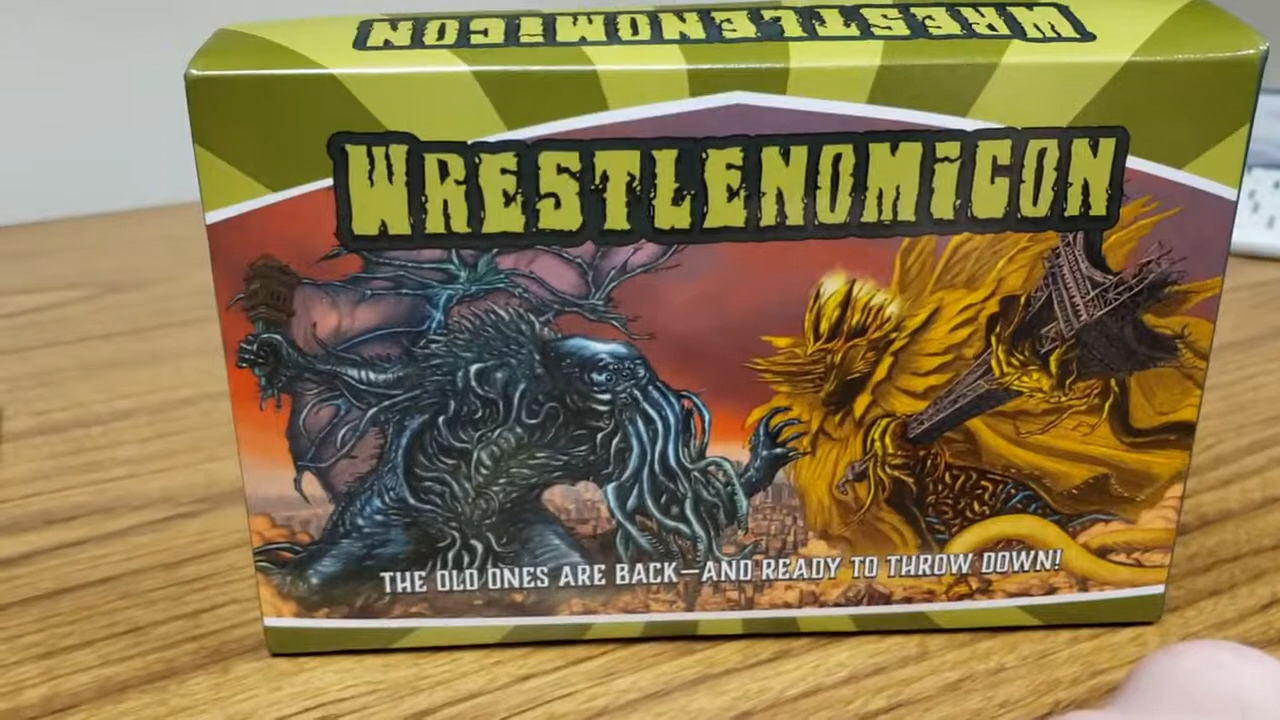 WRESTLENOMICON
WRESTLENOMiCON
THE OLD ONES ARE BACK—AND READY TO THROW DOWN!